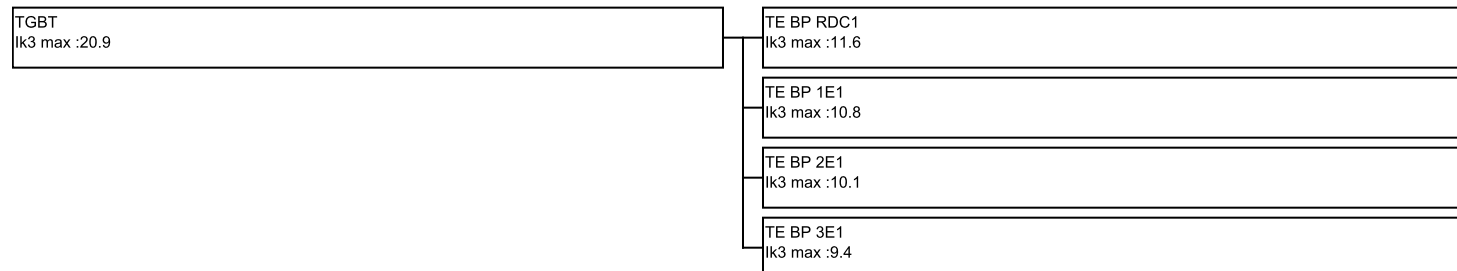 TGBT
Ik3 max :20.9
TE BP RDC1
Ik3 max :11.6
TE BP 1E1
Ik3 max :10.8
TE BP 2E1
Ik3 max :10.1
TE BP 3E1
Ik3 max :9.4